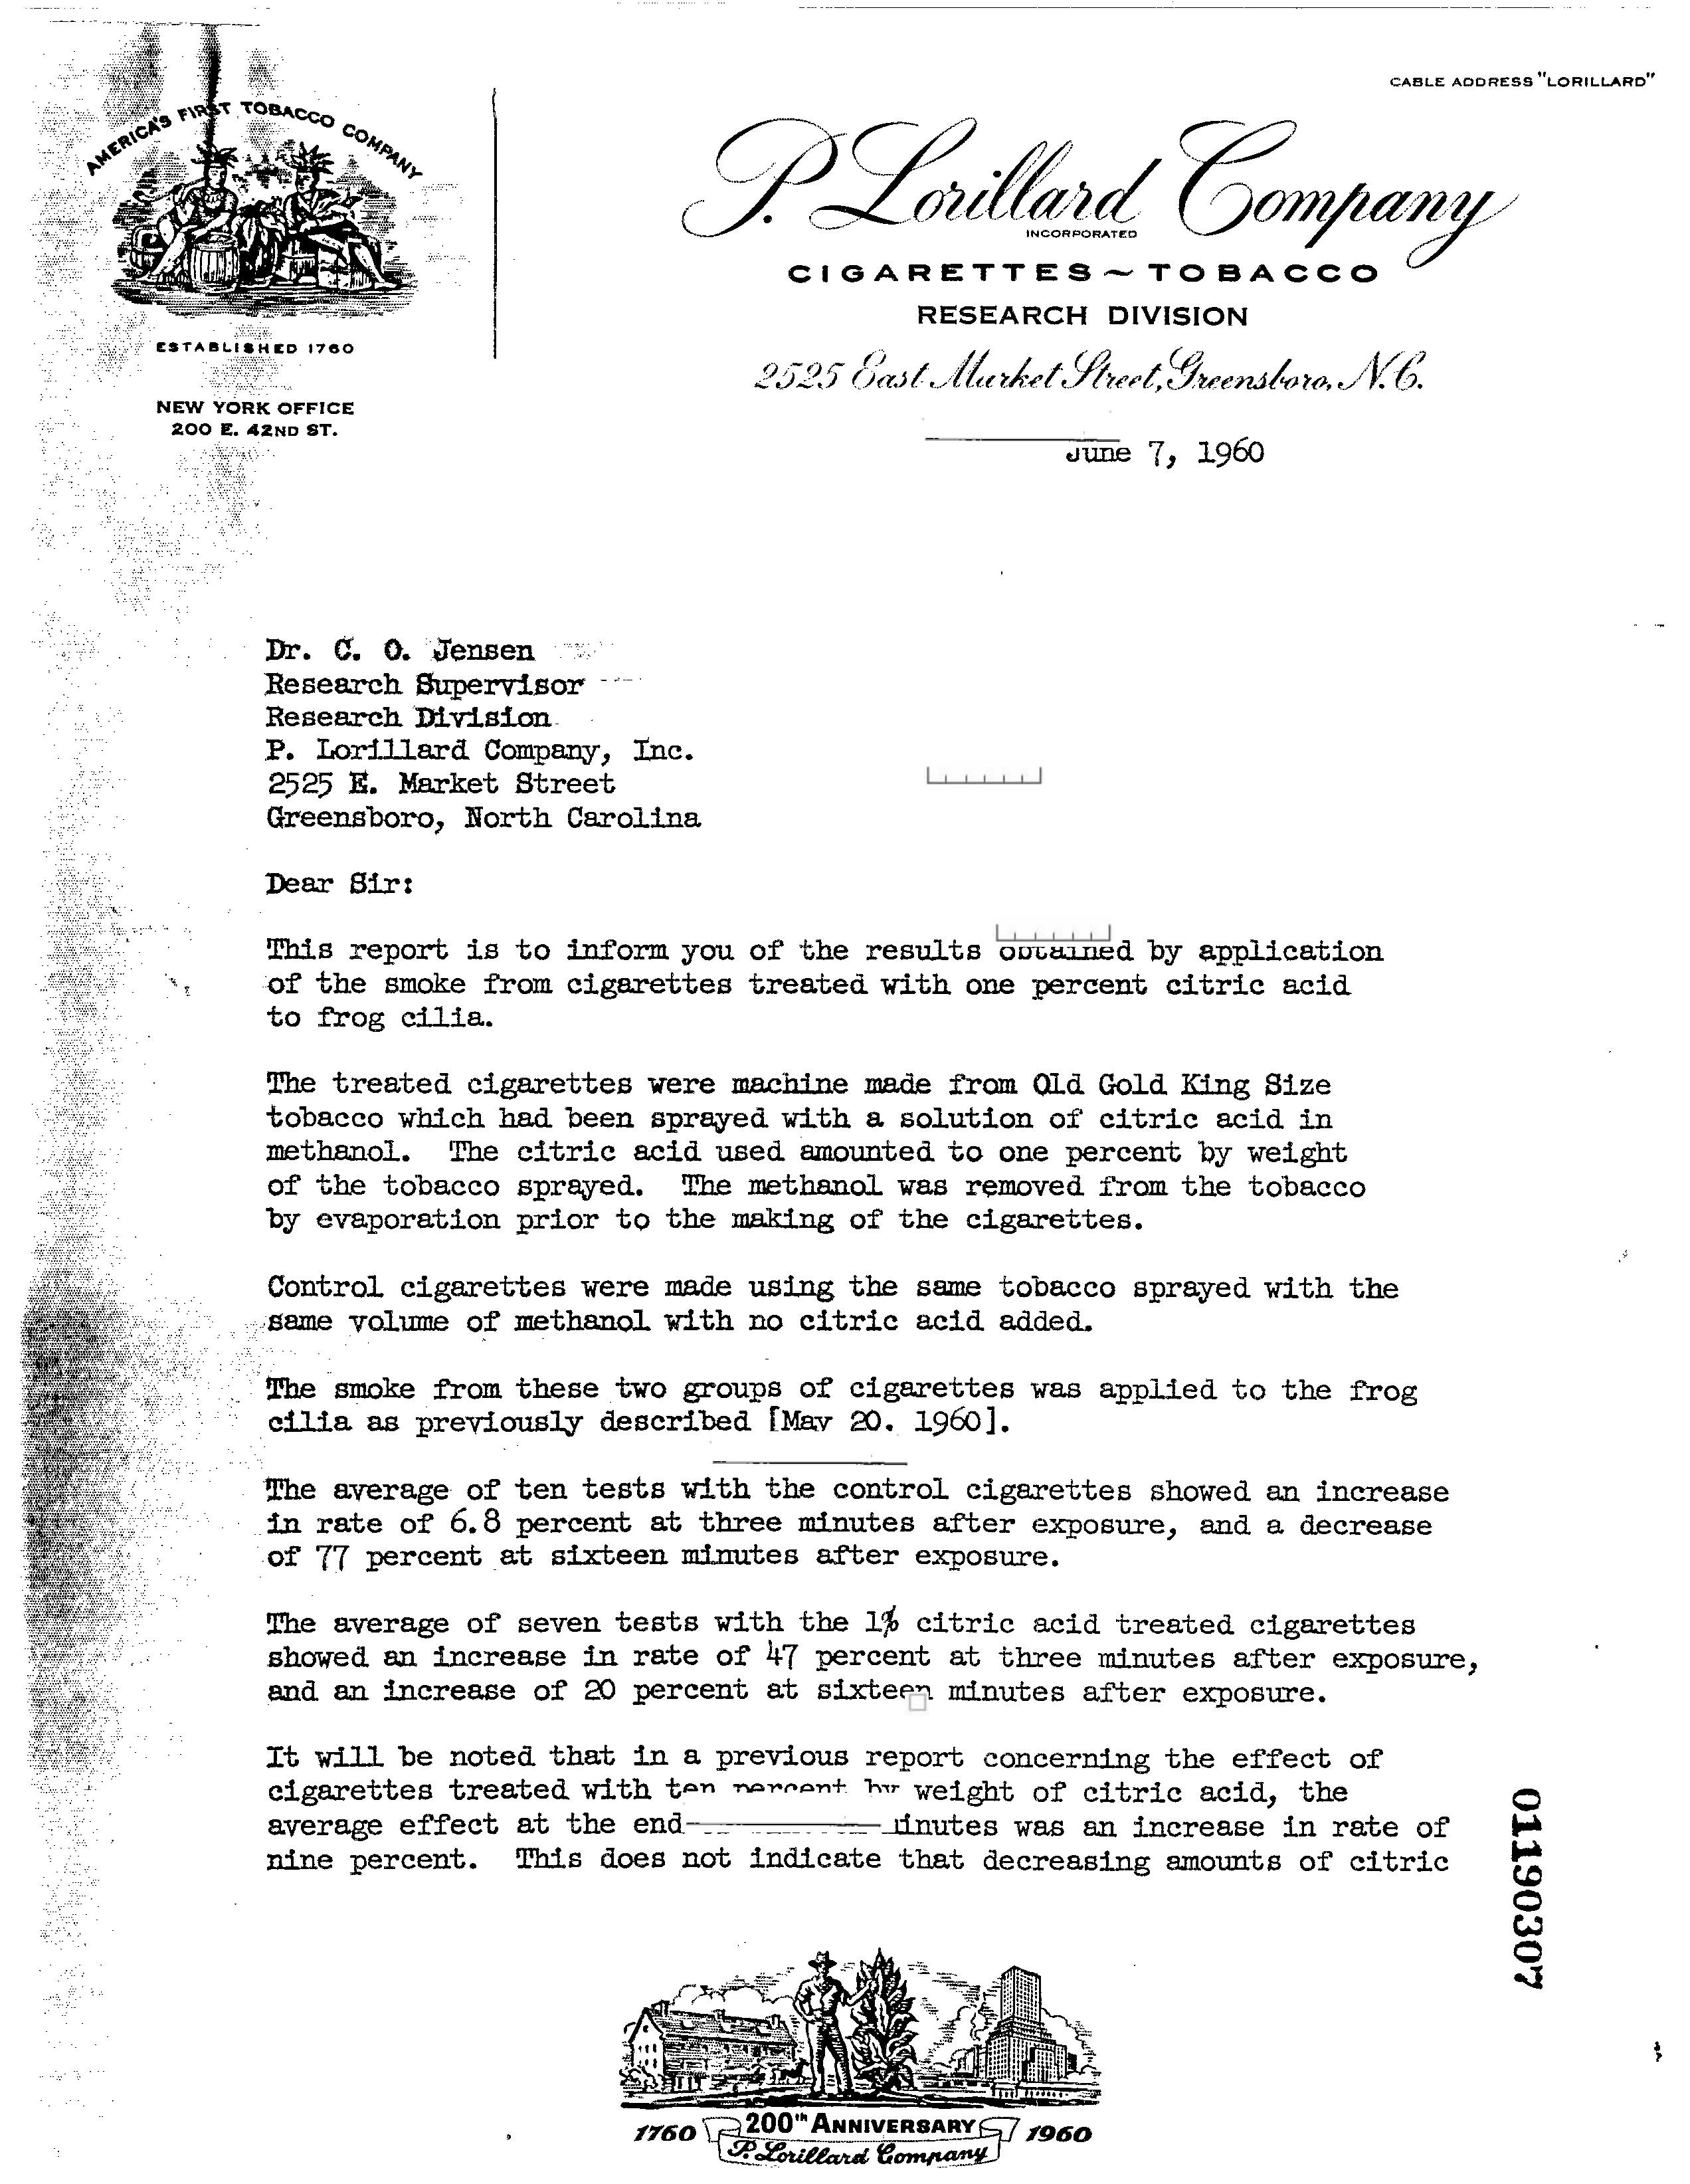 CABLE ADDRESS "LORILLARD"
AMERICA'S FIRST TOBACCO COMPANY
ESTABLISHED 1760
NEW YORK OFFICE
200 E. 42ND ST.
P. Lorillard Company
INCORPORATED
CIGARETTES ~ TOBACCO
RESEARCH DIVISION
2525 East Market Street, Greensboro, N.C.
June 7, 1960
Dr. C. O. Jensen
Research Supervisor
Research Division
P. Lorillard Company, Inc.
2525 E. Market Street
Greensboro, North Carolina
Dear Sir:
This report is to inform you of the results obtained by application
of the smoke from cigarettes treated with one percent citric acid
to frog cilia.
The treated cigarettes were machine made from Old Gold King Size
tobacco which had been sprayed with a solution of citric acid in
methanol. The citric acid used amounted to one percent by weight
of the tobacco sprayed. The methanol was removed from the tobacco
by evaporation prior to the making of the cigarettes.
Control cigarettes were made using the same tobacco sprayed with the
same volume of methanol with no citric acid added.
The smoke from these two groups of cigarettes was applied to the frog
cilia as previously described [May 20. 1960].
The average of ten tests with the control cigarettes showed an increase
in rate of 6.8 percent at three minutes after exposure, and a decrease
of 77 percent at sixteen minutes after exposure.
The average of seven tests with the 1% citric acid treated cigarettes
showed an increase in rate of 47 percent at three minutes after exposure,
and an increase of 20 percent at sixteen minutes after exposure.
It will be noted that in a previous report concerning the effect of
cigarettes treated with ten percent by weight of citric acid, the
average effect at the end minutes was an increase in rate of
nine percent. This does not indicate that decreasing amounts of citric
01190307
1760 200th ANNIVERSARY 1960
P. Lorillard Company